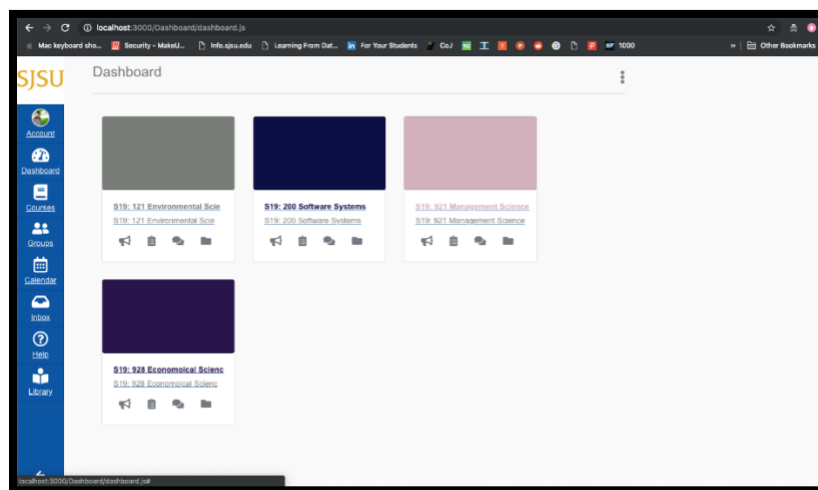 localhost:3000/Dashboard/dashboard.js
Mac keyboard sho... Security - MakeU... Info.sjsu.edu Learning From Dat... For Your Students CoJ 1000 » Other Bookmarks
SJSU
Dashboard
Account
Dashboard
Courses
Groups
Calendar
Inbox
Help
Library
S19: 121 Environmental Scie
S19: 121 Environmental Scie
S19: 200 Software Systems
S19: 200 Software Systems
S19: 921 Management Science
S19: 921 Management Science
S19: 928 Economoical Scienc
S19: 928 Economoical Scienc
localhost:3000/Dashboard/dashboard.js#